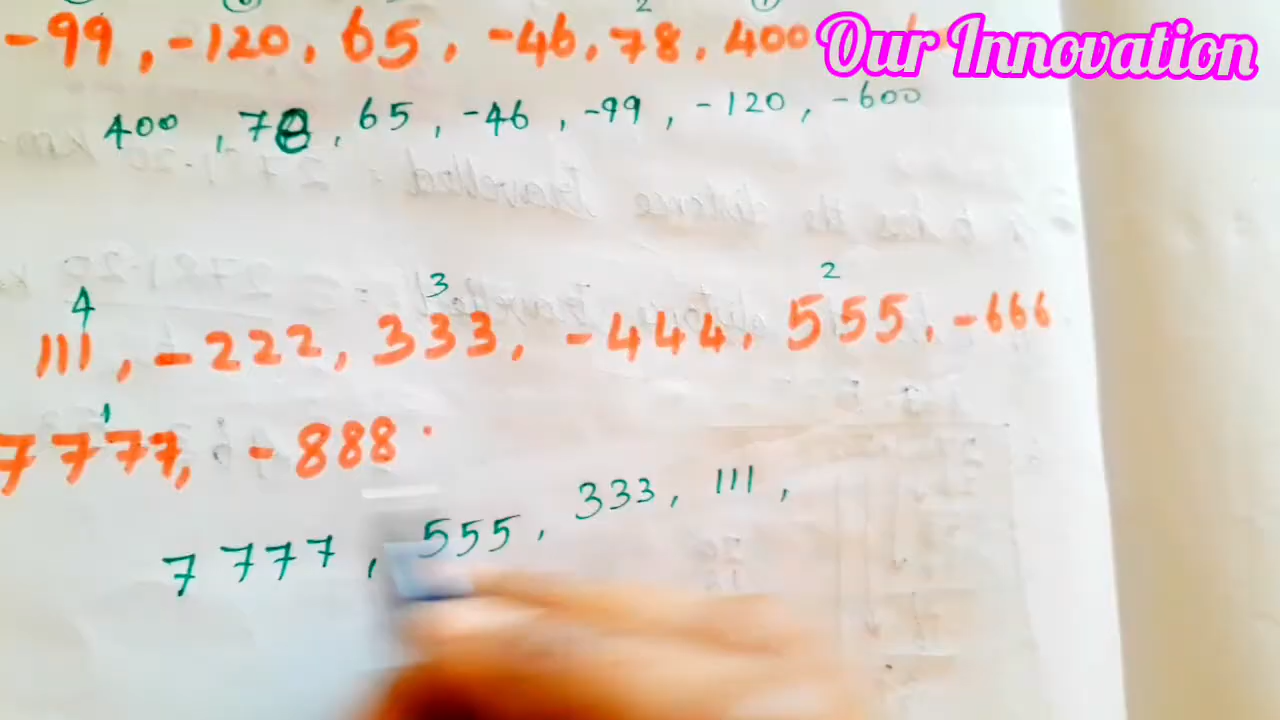 -99, -120, 65, -46, 78, 400
Our Innovation
400, 78, 65, -46, -99, -120, -600
4 3 2
111, -222, 333, -444, 555, -666
1
7777, -888.
7777, 555, 333, 111,